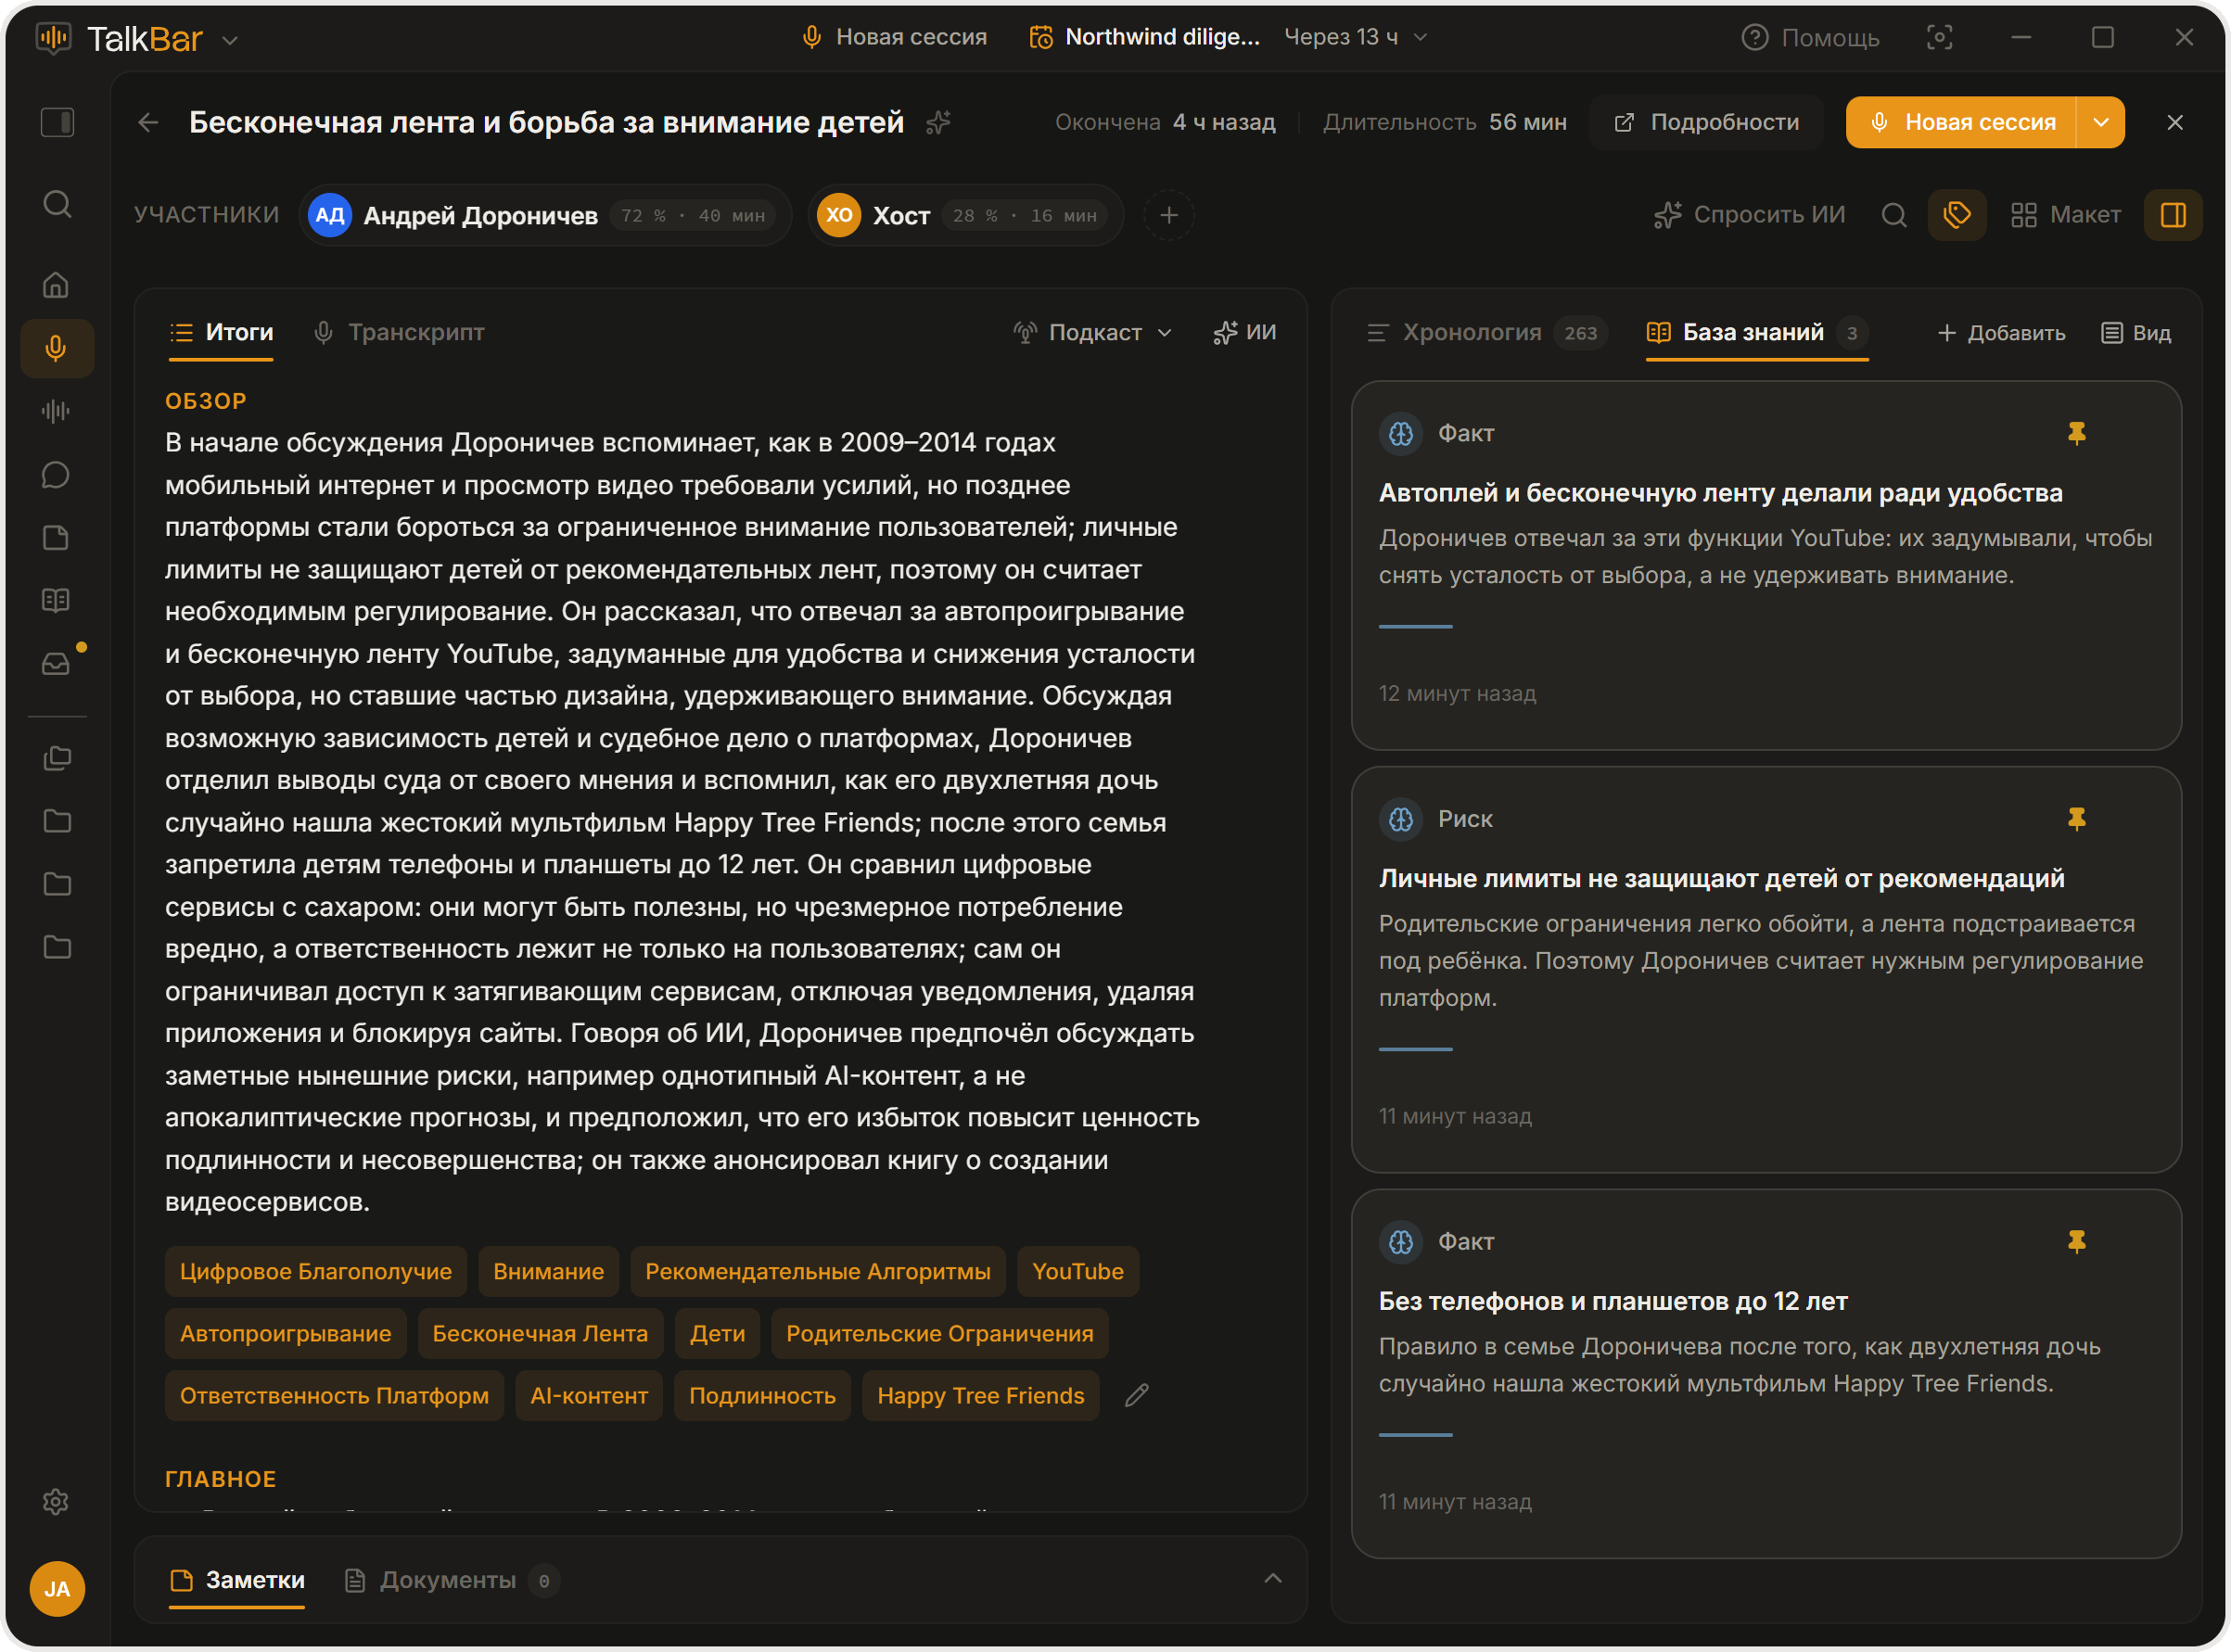 TalkBar
Новая сессия
Northwind dilige... Через 13 ч
Помощь
Бесконечная лента и борьба за внимание детей
Окончена 4 ч назад
Длительность 56 мин
Подробности
Новая сессия
УЧАСТНИКИ
АД Андрей Дороничев 72 % · 40 мин
ХО Хост 28 % · 16 мин
Спросить ИИ
Макет
Итоги
Транскрипт
Подкаст
ИИ
ОБЗОР
В начале обсуждения Дороничев вспоминает, как в 2009–2014 годах
мобильный интернет и просмотр видео требовали усилий, но позднее
платформы стали бороться за ограниченное внимание пользователей; личные
лимиты не защищают детей от рекомендательных лент, поэтому он считает
необходимым регулирование. Он рассказал, что отвечал за автопроигрывание
и бесконечную ленту YouTube, задуманные для удобства и снижения усталости
от выбора, но ставшие частью дизайна, удерживающего внимание. Обсуждая
возможную зависимость детей и судебное дело о платформах, Дороничев
отделил выводы суда от своего мнения и вспомнил, как его двухлетняя дочь
случайно нашла жестокий мультфильм Happy Tree Friends; после этого семья
запретила детям телефоны и планшеты до 12 лет. Он сравнил цифровые
сервисы с сахаром: они могут быть полезны, но чрезмерное потребление
вредно, а ответственность лежит не только на пользователях; сам он
ограничивал доступ к затягивающим сервисам, отключая уведомления, удаляя
приложения и блокируя сайты. Говоря об ИИ, Дороничев предпочёл обсуждать
заметные нынешние риски, например однотипный AI-контент, а не
апокалиптические прогнозы, и предположил, что его избыток повысит ценность
подлинности и несовершенства; он также анонсировал книгу о создании
видеосервисов.
Цифровое Благополучие Внимание Рекомендательные Алгоритмы YouTube
Автопроигрывание Бесконечная Лента Дети Родительские Ограничения
Ответственность Платформ AI-контент Подлинность Happy Tree Friends
ГЛАВНОЕ
Заметки
Документы 0
Хронология 263
База знаний 3
Добавить
Вид
Факт
Автоплей и бесконечную ленту делали ради удобства
Дороничев отвечал за эти функции YouTube: их задумывали, чтобы
снять усталость от выбора, а не удерживать внимание.
12 минут назад
Риск
Личные лимиты не защищают детей от рекомендаций
Родительские ограничения легко обойти, а лента подстраивается
под ребёнка. Поэтому Дороничев считает нужным регулирование
платформ.
11 минут назад
Факт
Без телефонов и планшетов до 12 лет
Правило в семье Дороничева после того, как двухлетняя дочь
случайно нашла жестокий мультфильм Happy Tree Friends.
11 минут назад
JA